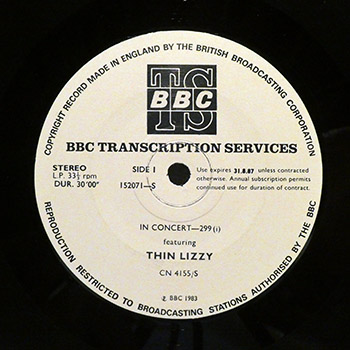 COPYRIGHT RECORD MADE IN ENGLAND BY THE BRITISH BROADCASTING CORPORATION
TS
BBC
BBC TRANSCRIPTION SERVICES
STEREO
L.P. 33⅓ rpm
DUR. 30'00"
SIDE 1
152071—S
Use expires 31.8.87 unless contracted
otherwise. Annual subscription permits
continued use for duration of contract.
IN CONCERT—299 (i)
featuring
THIN LIZZY
CN 4155/S
℗ BBC 1983
REPRODUCTION RESTRICTED TO BROADCASTING STATIONS AUTHORISED BY THE BBC